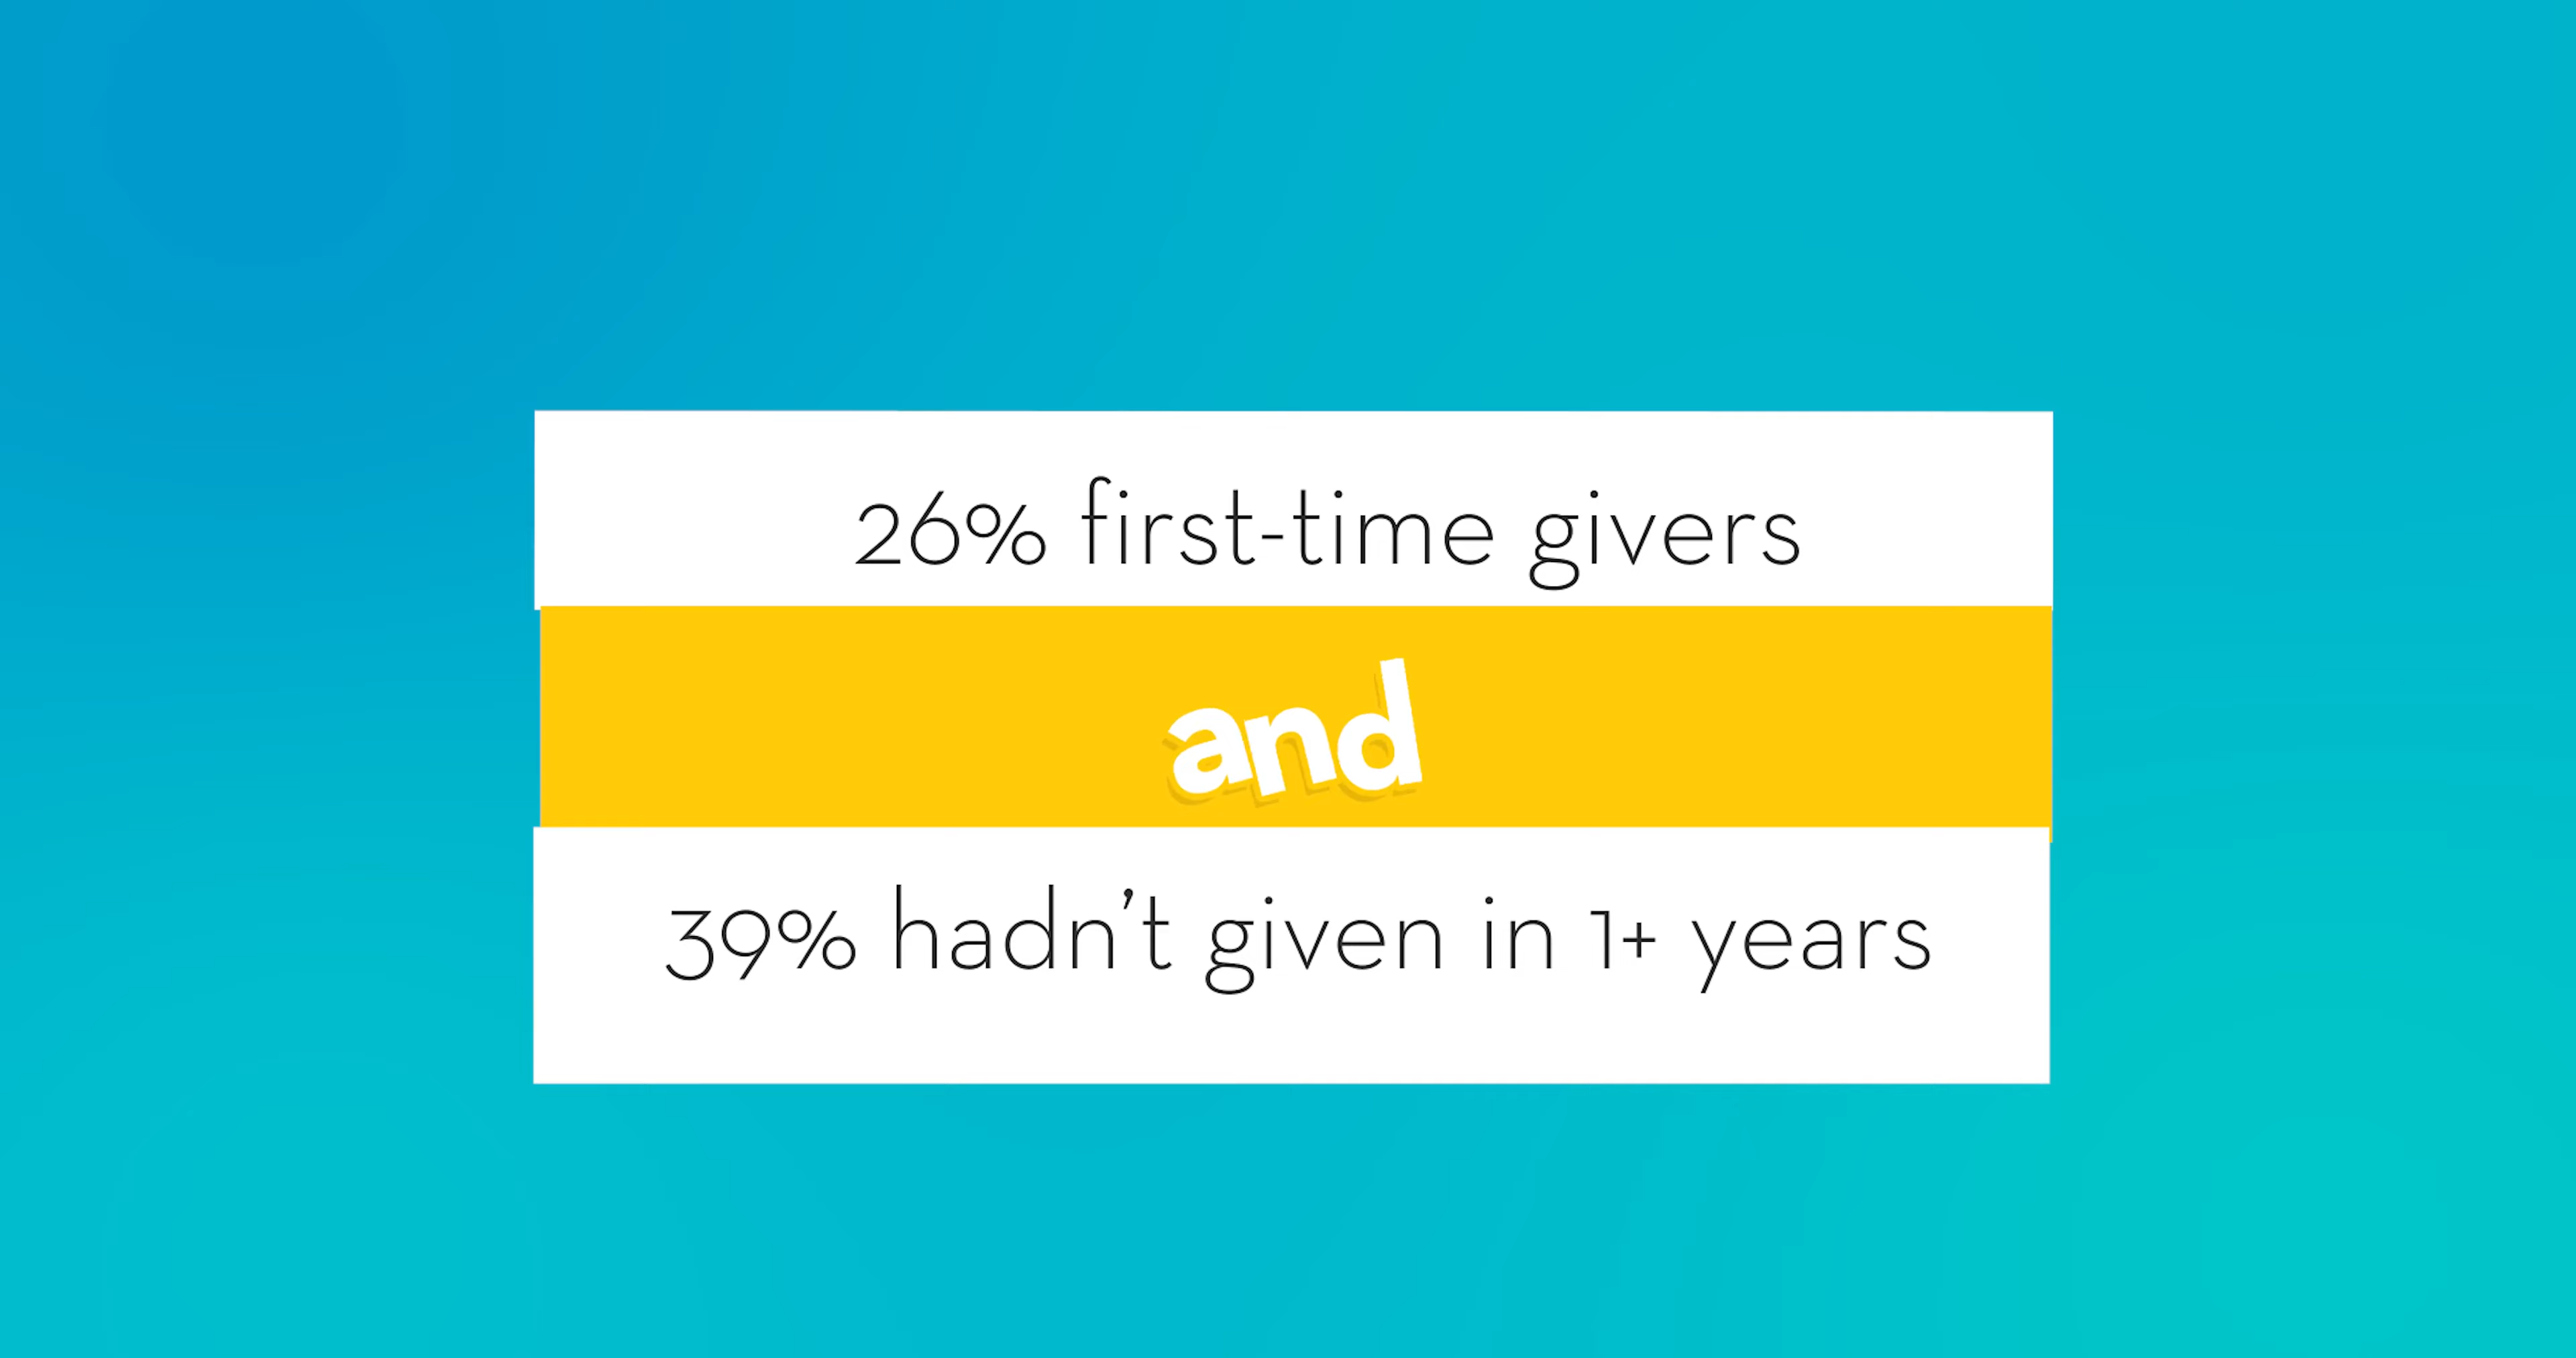 26% first-time givers
and
39% hadn’t given in 1+ years